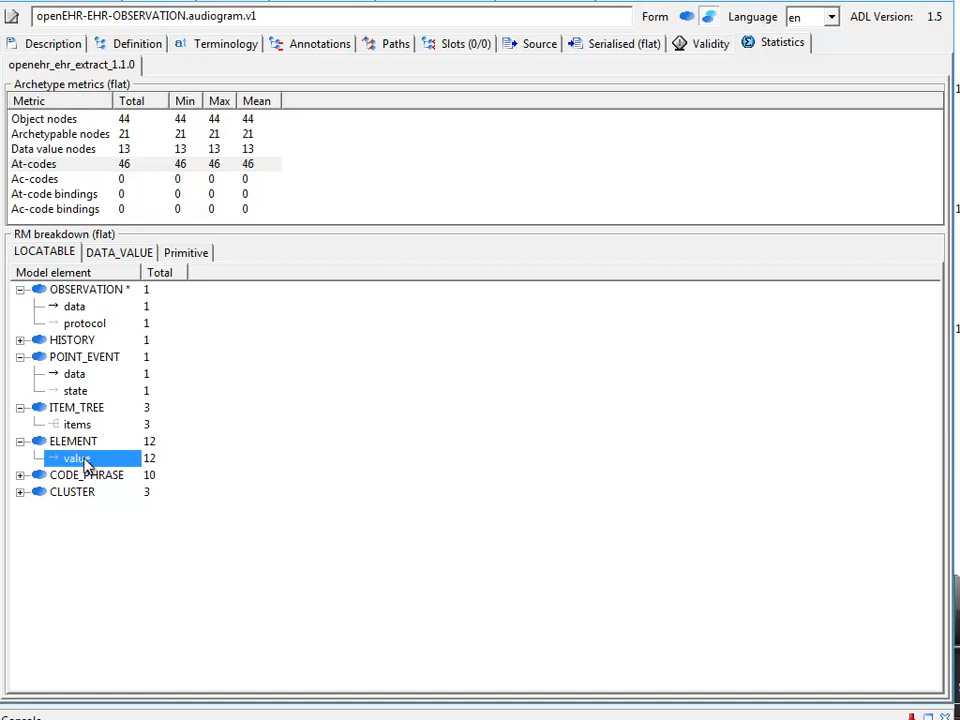 openEHR-EHR-OBSERVATION.audiogram.v1 Form Language en ADL Version: 1.5
Description Definition Terminology Annotations Paths Slots (0/0) Source Serialised (flat) Validity Statistics
openehr_ehr_extract_1.1.0
Archetype metrics (flat)
Metric Total Min Max Mean
Object nodes 44 44 44 44
Archetypable nodes 21 21 21 21
Data value nodes 13 13 13 13
At-codes 46 46 46 46
Ac-codes 0 0 0 0
At-code bindings 0 0 0 0
Ac-code bindings 0 0 0 0
RM breakdown (flat)
LOCATABLE DATA_VALUE Primitive
Model element Total
OBSERVATION * 1
data 1
protocol 1
HISTORY 1
POINT_EVENT 1
data 1
state 1
ITEM_TREE 3
items 3
ELEMENT 12
value 12
CODE_PHRASE 10
CLUSTER 3
Console